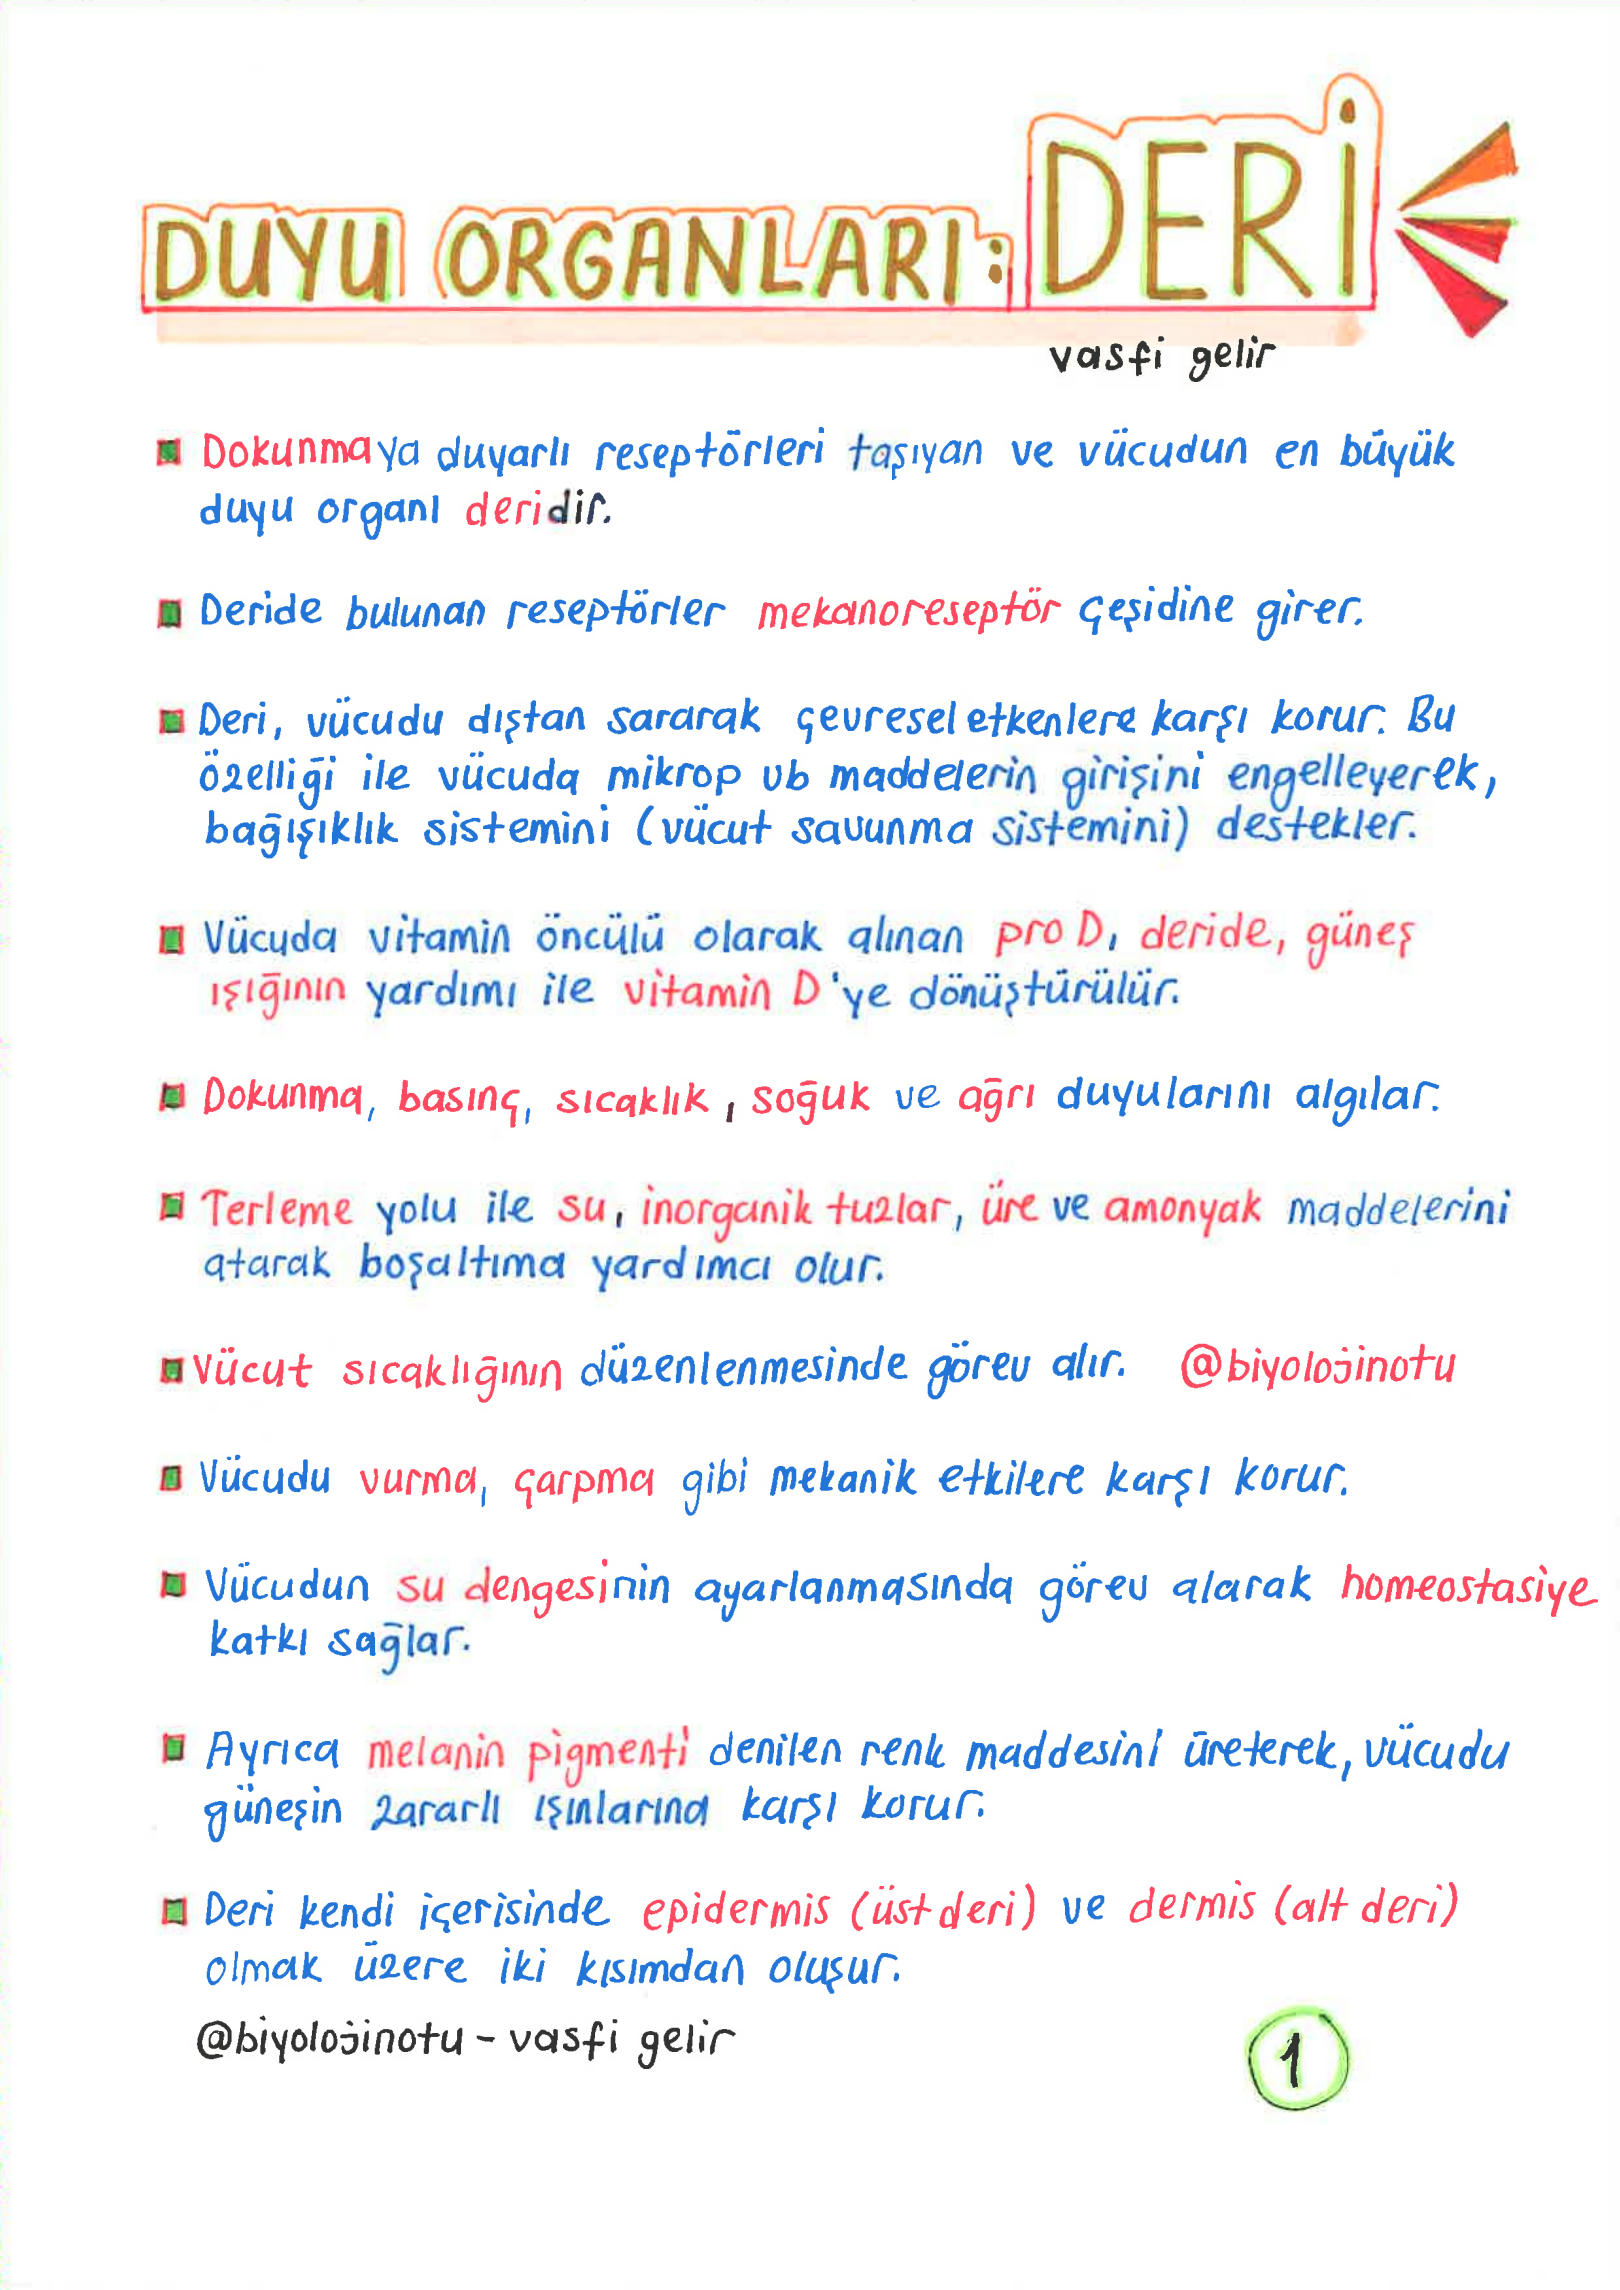 DUYU ORGANLARI: DERİ
vasfi gelir
Dokunmaya duyarlı reseptörleri taşıyan ve vücudun en büyük
duyu organı deridir.
Deride bulunan reseptörler mekanoreseptör çeşidine girer.
Deri, vücudu dıştan sararak çevresel etkenlere karşı korur. Bu
özelliği ile vücuda mikrop vb maddelerin girişini engelleyerek,
bağışıklık sistemini (vücut savunma sistemini) destekler.
Vücuda vitamin öncülü olarak alınan pro D, deride, güneş
ışığının yardımı ile vitamin D'ye dönüştürülür.
Dokunma, basınç, sıcaklık, soğuk ve ağrı duyularını algılar.
Terleme yolu ile su, inorganik tuzlar, üre ve amonyak maddelerini
atarak boşaltıma yardımcı olur.
Vücut sıcaklığının düzenlenmesinde görev alır. @biyolojinotu
Vücudu vurma, çarpma gibi mekanik etkilere karşı korur.
Vücudun su dengesinin ayarlanmasında görev alarak homeostasiye
katkı sağlar.
Ayrıca melanin pigmenti denilen renk maddesini üreterek, vücudu
güneşin zararlı ışınlarına karşı korur.
Deri kendi içerisinde epidermis (üst deri) ve dermis (alt deri)
olmak üzere iki kısımdan oluşur.
@biyolojinotu - vasfi gelir
1